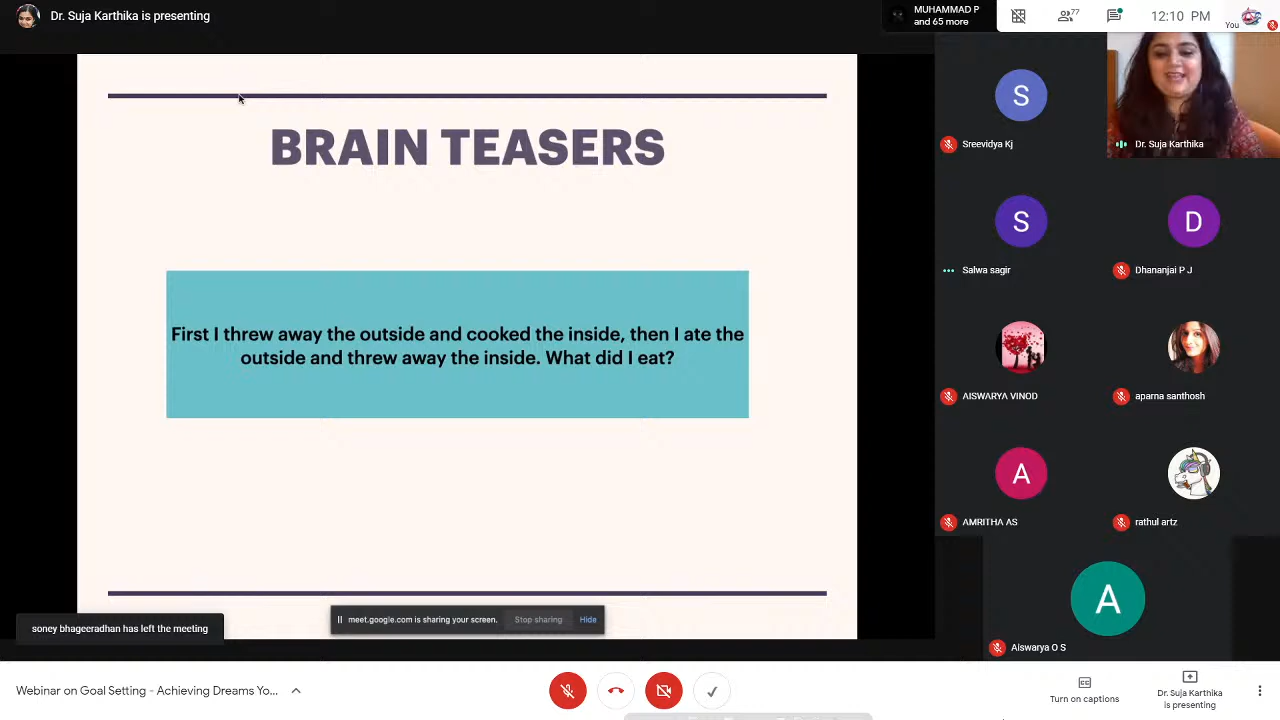 Dr. Suja Karthika is presenting
MUHAMMAD P
and 65 more
77
12:10 PM
You
BRAIN TEASERS
First I threw away the outside and cooked the inside, then I ate the
outside and threw away the inside. What did I eat?
S
Sreevidya Kj
Dr. Suja Karthika
S
Salwa sagir
D
Dhananjai P J
AISWARYA VINOD
aparna santhosh
A
AMRITHA AS
rathul artz
A
Aiswarya O S
soney bhageeradhan has left the meeting
meet.google.com is sharing your screen.
Stop sharing
Hide
Webinar on Goal Setting - Achieving Dreams Yo...
Turn on captions
Dr. Suja Karthika
is presenting